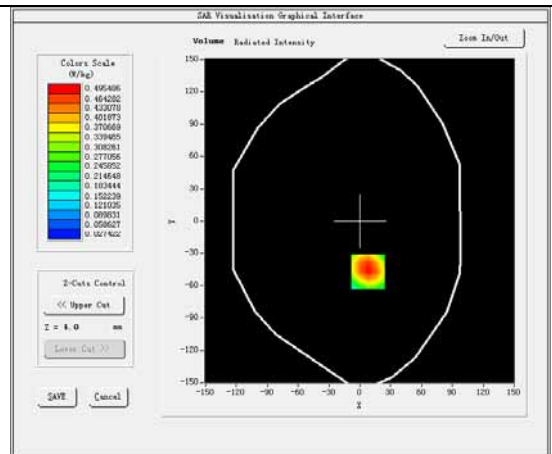 SAR Visualisation Graphical Interface
Volume Radiated Intensity
Zoom In/Out
Colors Scale
(W/kg)
0.495486
0.464282
0.433078
0.401873
0.370669
0.339465
0.308261
0.277056
0.245852
0.214648
0.183444
0.152239
0.121035
0.089831
0.058627
0.027422
150
120
90
60
30
0
-30
-60
-90
-120
-150
Y
-150 -120 -90 -60 -30 0 30 60 90 120 150
X
Z-Cuts Control
<< Upper Cut
Z = 4.0 mm
Lower Cut >>
SAVE Cancel